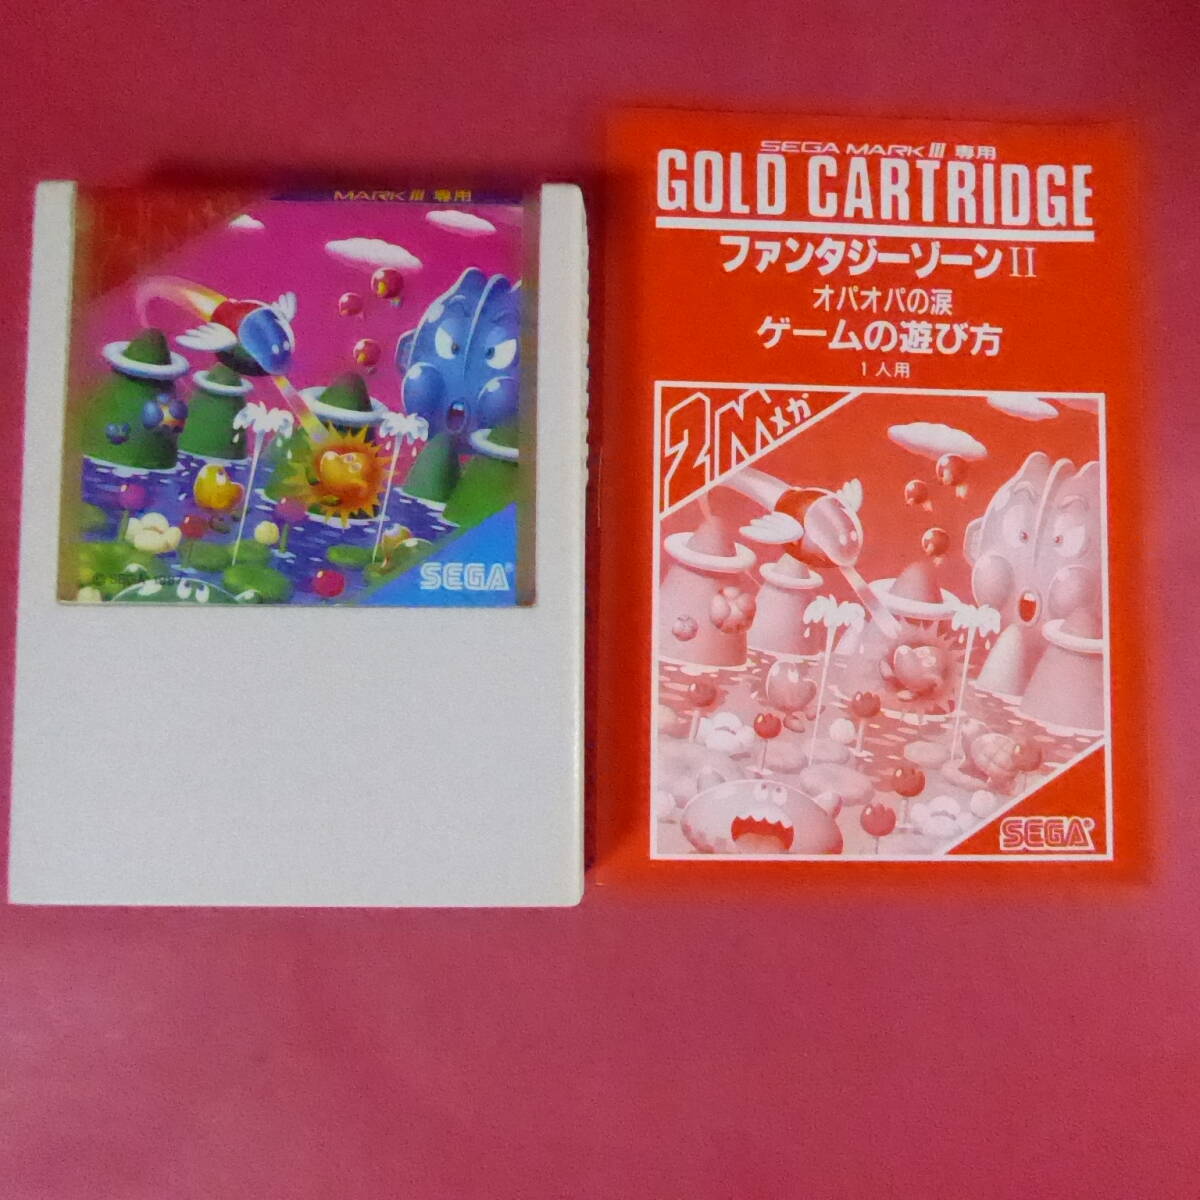 MARK III 専用
© SEGA 1987
SEGA
SEGA MARK III 専用
GOLD CARTRIDGE
ファンタジーゾーンII
オパオパの涙
ゲームの遊び方
1人用
2Mメガ
SEGA